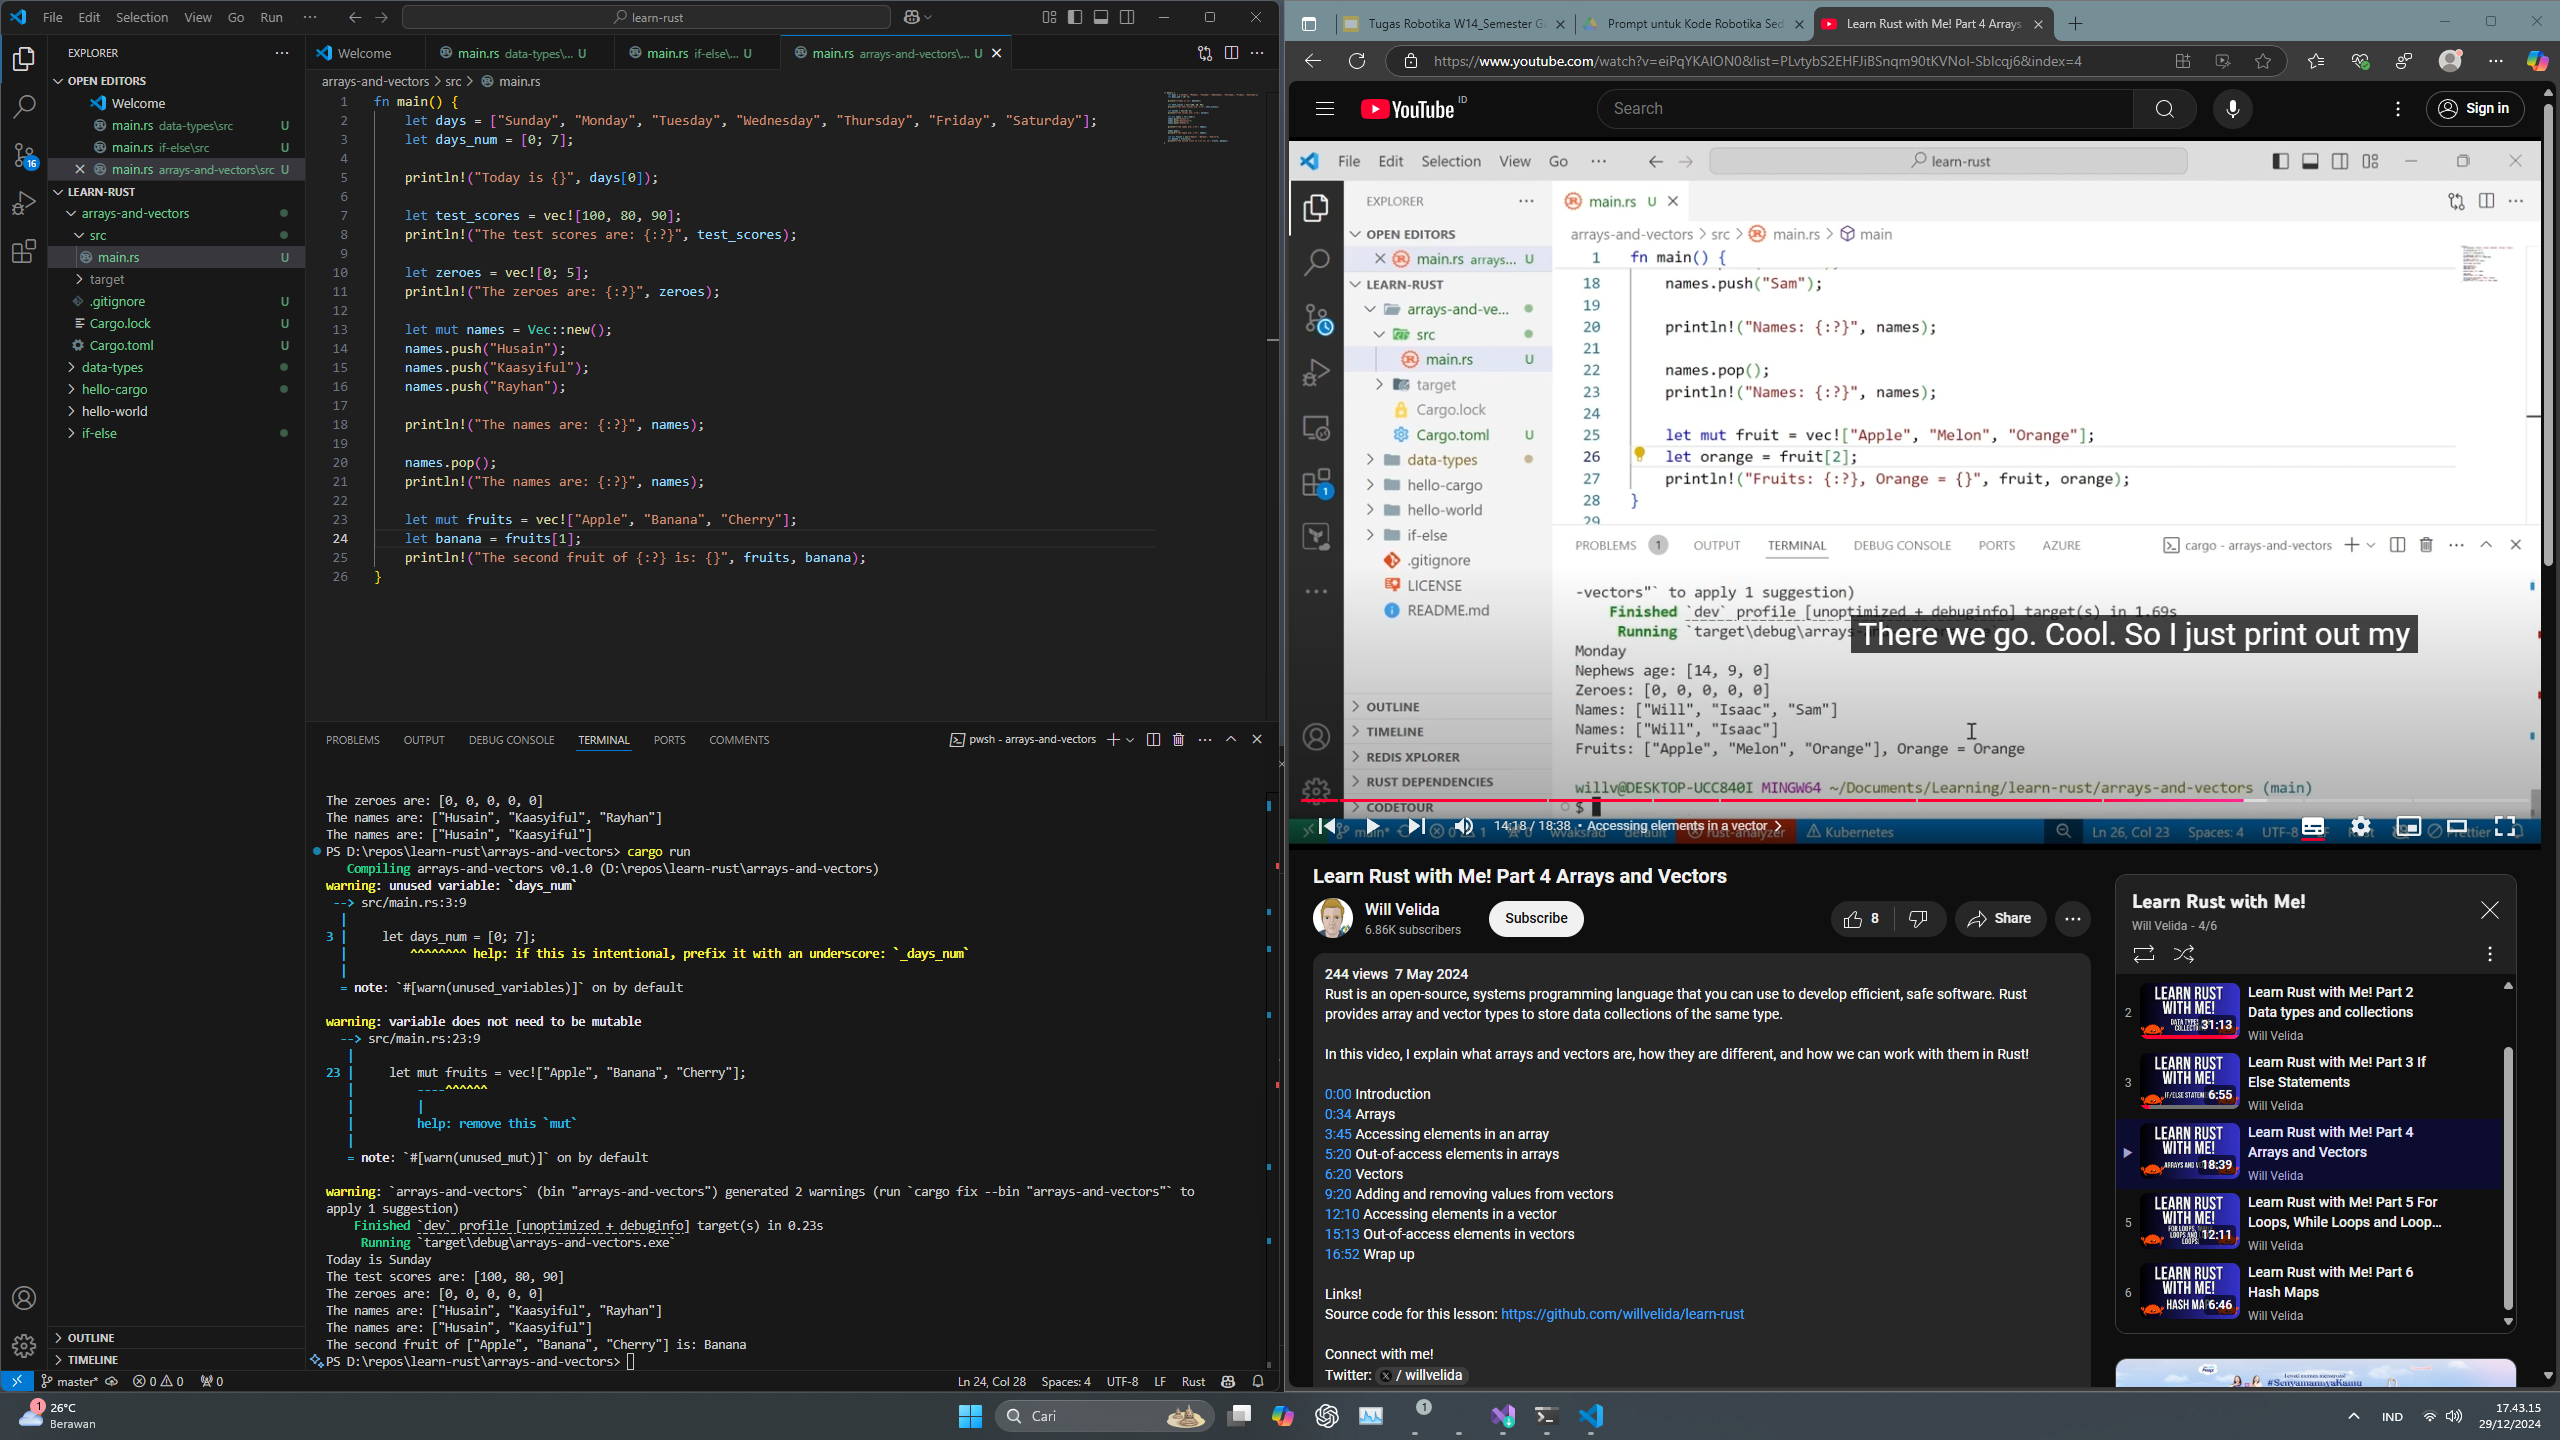 File Edit Selection View Go Run ··· learn-rust
EXPLORER
OPEN EDITORS
Welcome
main.rs data-types\src U
main.rs if-else\src U
main.rs arrays-and-vectors\src U
LEARN-RUST
arrays-and-vectors
src
main.rs U
target
.gitignore U
Cargo.lock U
Cargo.toml U
data-types
hello-cargo
hello-world
if-else
OUTLINE
TIMELINE
16
Welcome main.rs data-types\... U main.rs if-else\... U main.rs arrays-and-vectors\... U
arrays-and-vectors > src > main.rs
1 fn main() {
2 let days = ["Sunday", "Monday", "Tuesday", "Wednesday", "Thursday", "Friday", "Saturday"];
3 let days_num = [0; 7];
4
5 println!("Today is {}", days[0]);
6
7 let test_scores = vec![100, 80, 90];
8 println!("The test scores are: {:?}", test_scores);
9
10 let zeroes = vec![0; 5];
11 println!("The zeroes are: {:?}", zeroes);
12
13 let mut names = Vec::new();
14 names.push("Husain");
15 names.push("Kaasyiful");
16 names.push("Rayhan");
17
18 println!("The names are: {:?}", names);
19
20 names.pop();
21 println!("The names are: {:?}", names);
22
23 let mut fruits = vec!["Apple", "Banana", "Cherry"];
24 let banana = fruits[1];
25 println!("The second fruit of {:?} is: {}", fruits, banana);
26 }
PROBLEMS OUTPUT DEBUG CONSOLE TERMINAL PORTS COMMENTS pwsh - arrays-and-vectors
The zeroes are: [0, 0, 0, 0, 0]
The names are: ["Husain", "Kaasyiful", "Rayhan"]
The names are: ["Husain", "Kaasyiful"]
PS D:\repos\learn-rust\arrays-and-vectors> cargo run
Compiling arrays-and-vectors v0.1.0 (D:\repos\learn-rust\arrays-and-vectors)
warning: unused variable: `days_num`
--> src/main.rs:3:9
|
3 | let days_num = [0; 7];
| ^^^^^^^^ help: if this is intentional, prefix it with an underscore: `_days_num`
|
= note: `#[warn(unused_variables)]` on by default
warning: variable does not need to be mutable
--> src/main.rs:23:9
|
23 | let mut fruits = vec!["Apple", "Banana", "Cherry"];
| ----^^^^^^
| |
| help: remove this `mut`
|
= note: `#[warn(unused_mut)]` on by default
warning: `arrays-and-vectors` (bin "arrays-and-vectors") generated 2 warnings (run `cargo fix --bin "arrays-and-vectors"` to
apply 1 suggestion)
Finished `dev` profile [unoptimized + debuginfo] target(s) in 0.23s
Running `target\debug\arrays-and-vectors.exe`
Today is Sunday
The test scores are: [100, 80, 90]
The zeroes are: [0, 0, 0, 0, 0]
The names are: ["Husain", "Kaasyiful", "Rayhan"]
The names are: ["Husain", "Kaasyiful"]
The second fruit of ["Apple", "Banana", "Cherry"] is: Banana
PS D:\repos\learn-rust\arrays-and-vectors>
master* 0 0 0 Ln 24, Col 28 Spaces: 4 UTF-8 LF Rust
Tugas Robotika W14_Semester G Prompt untuk Kode Robotika Sed Learn Rust with Me! Part 4 Arrays
https://www.youtube.com/watch?v=eiPqYKAlON0&list=PLvtybS2EHFJiBSnqm90tKVNol-Sblcqj6&index=4
YouTube ID Search Sign in
File Edit Selection View Go ··· learn-rust
EXPLORER
OPEN EDITORS
main.rs arrays... U
LEARN-RUST
arrays-and-ve...
src
main.rs U
target
Cargo.lock
Cargo.toml U
data-types
hello-cargo
hello-world
if-else
.gitignore
LICENSE
README.md
OUTLINE
TIMELINE
REDIS XPLORER
RUST DEPENDENCIES
CODETOUR
1
main.rs U
arrays-and-vectors > src > main.rs > main
1 fn main() {
18 names.push("Sam");
19
20 println!("Names: {:?}", names);
21
22 names.pop();
23 println!("Names: {:?}", names);
24
25 let mut fruit = vec!["Apple", "Melon", "Orange"];
26 let orange = fruit[2];
27 println!("Fruits: {:?}, Orange = {}", fruit, orange);
28 }
29
PROBLEMS 1 OUTPUT TERMINAL DEBUG CONSOLE PORTS AZURE cargo - arrays-and-vectors
-vectors"` to apply 1 suggestion)
Finished `dev` profile [unoptimized + debuginfo] target(s) in 1.69s
Running `target\debug\arrays-
There we go. Cool. So I just print out my
Monday
Nephews age: [14, 9, 0]
Zeroes: [0, 0, 0, 0, 0]
Names: ["Will", "Isaac", "Sam"]
Names: ["Will", "Isaac"]
Fruits: ["Apple", "Melon", "Orange"], Orange = Orange
willv@DESKTOP-UCC840I MINGW64 ~/Documents/Learning/learn-rust/arrays-and-vectors (main)
$
14:18 / 18:38 • Accessing elements in a vector
main* default rust-analyzer Kubernetes Ln 26, Col 23 Spaces: 4 UTF-8 Prettier
Learn Rust with Me! Part 4 Arrays and Vectors
Will Velida
6.86K subscribers
Subscribe
8 Share
244 views 7 May 2024
Rust is an open-source, systems programming language that you can use to develop efficient, safe software. Rust
provides array and vector types to store data collections of the same type.
In this video, I explain what arrays and vectors are, how they are different, and how we can work with them in Rust!
0:00 Introduction
0:34 Arrays
3:45 Accessing elements in an array
5:20 Out-of-access elements in arrays
6:20 Vectors
9:20 Adding and removing values from vectors
12:10 Accessing elements in a vector
15:13 Out-of-access elements in vectors
16:52 Wrap up
Links!
Source code for this lesson: https://github.com/willvelida/learn-rust
Connect with me!
Twitter: / willvelida
Learn Rust with Me!
Will Velida - 4/6
2 LEARN RUST WITH ME! 31:13 Learn Rust with Me! Part 2
Data types and collections
Will Velida
3 LEARN RUST WITH ME! 6:55 Learn Rust with Me! Part 3 If
Else Statements
Will Velida
LEARN RUST WITH ME! 18:39 Learn Rust with Me! Part 4
Arrays and Vectors
Will Velida
5 LEARN RUST WITH ME! 12:11 Learn Rust with Me! Part 5 For
Loops, While Loops and Loop...
Will Velida
6 LEARN RUST WITH ME! HASH MAPS 6:46 Learn Rust with Me! Part 6
Hash Maps
Will Velida
#SenyamannyaKamu
1
26°C
Berawan
Cari
1
IND
17.43.15
29/12/2024